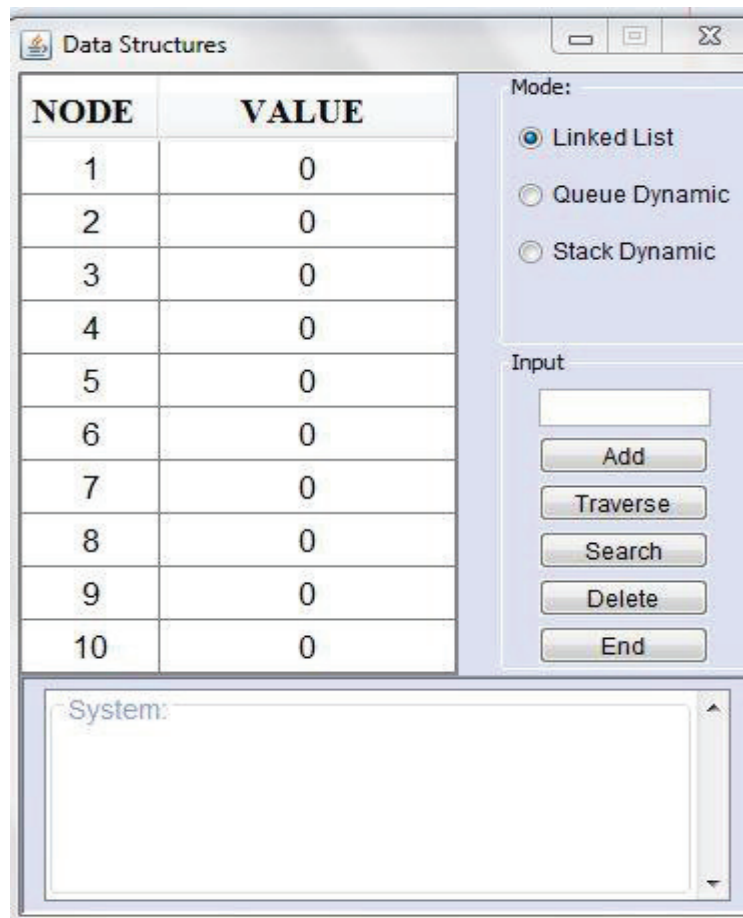 Data Structures
NODE VALUE
1 0
2 0
3 0
4 0
5 0
6 0
7 0
8 0
9 0
10 0
Mode:
Linked List
Queue Dynamic
Stack Dynamic
Input
Add
Traverse
Search
Delete
End
System: